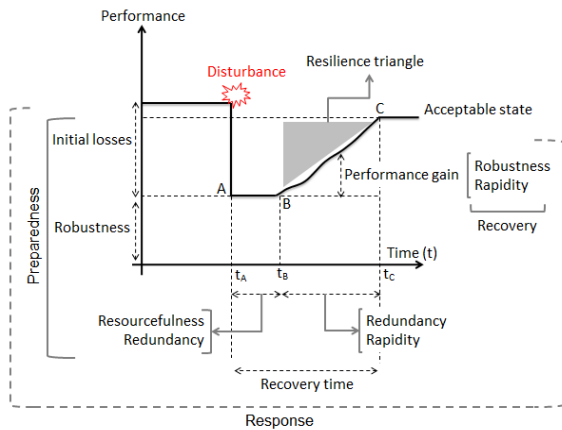 Performance
Resilience triangle
Disturbance
C
Acceptable state
Initial losses
A
B
Performance gain
Robustness
Rapidity
Recovery
Preparedness
Robustness
Time (t)
tA
tB
tC
Resourcefulness
Redundancy
Redundancy
Rapidity
Recovery time
Response